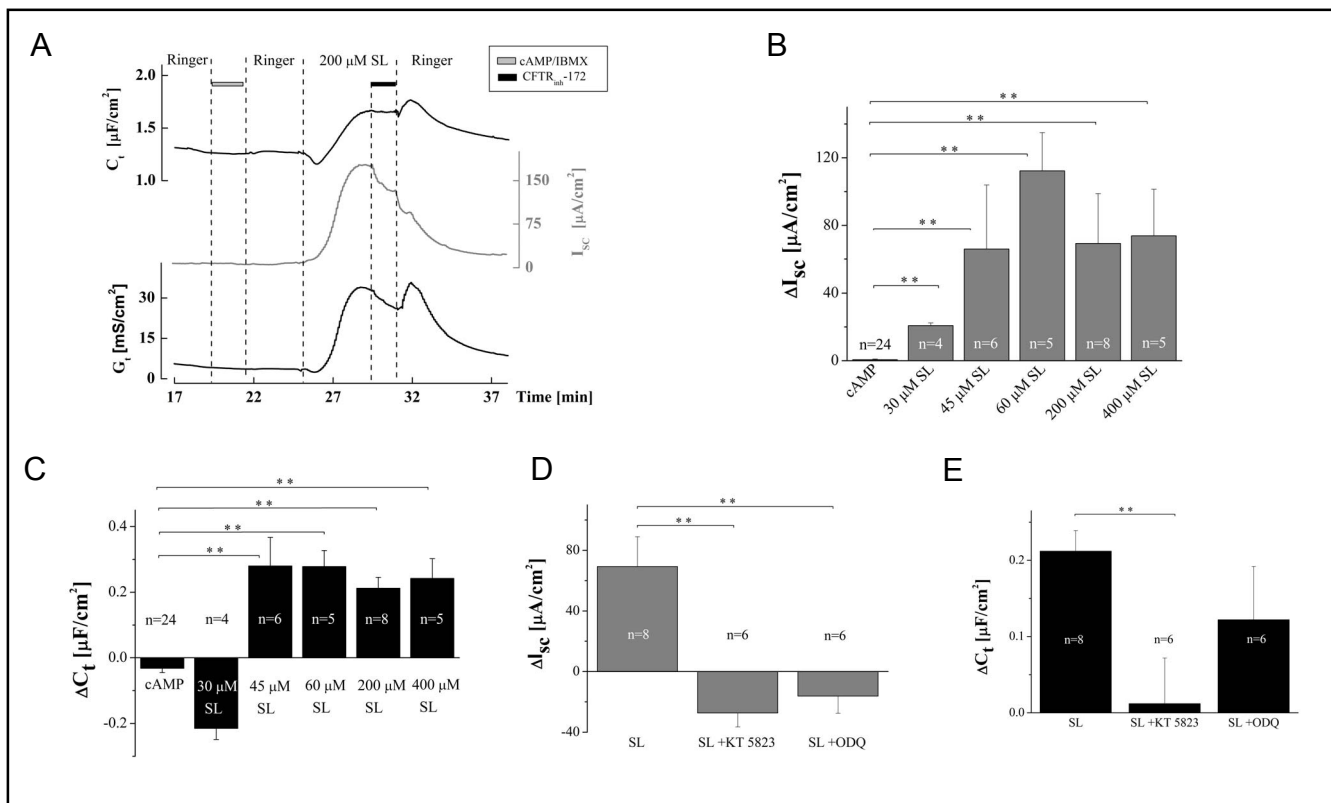 A
Ringer
Ringer
200 μM SL
Ringer
cAMP/IBMX
CFTRinh-172
2.0
1.5
1.0
Ct [μF/cm2]
150
75
0
ISC [μA/cm2]
30
15
0
Gt [mS/cm2]
17
22
27
32
37
Time [min]
B
**
**
**
**
**
120
80
40
0
ΔIsc [μA/cm2]
n=24
n=4
n=6
n=5
n=8
n=5
cAMP
30 μM SL
45 μM SL
60 μM SL
200 μM SL
400 μM SL
C
**
**
**
**
0.4
0.2
0.0
-0.2
ΔCt [μF/cm2]
n=24
n=4
n=6
n=5
n=8
n=5
cAMP
30 μM SL
45 μM SL
60 μM SL
200 μM SL
400 μM SL
D
**
**
80
40
0
-40
ΔIsc [μA/cm2]
n=8
n=6
n=6
SL
SL +KT 5823
SL +ODQ
E
**
0.2
0.1
0.0
ΔCt [μF/cm2]
n=8
n=6
n=6
SL
SL +KT 5823
SL +ODQ